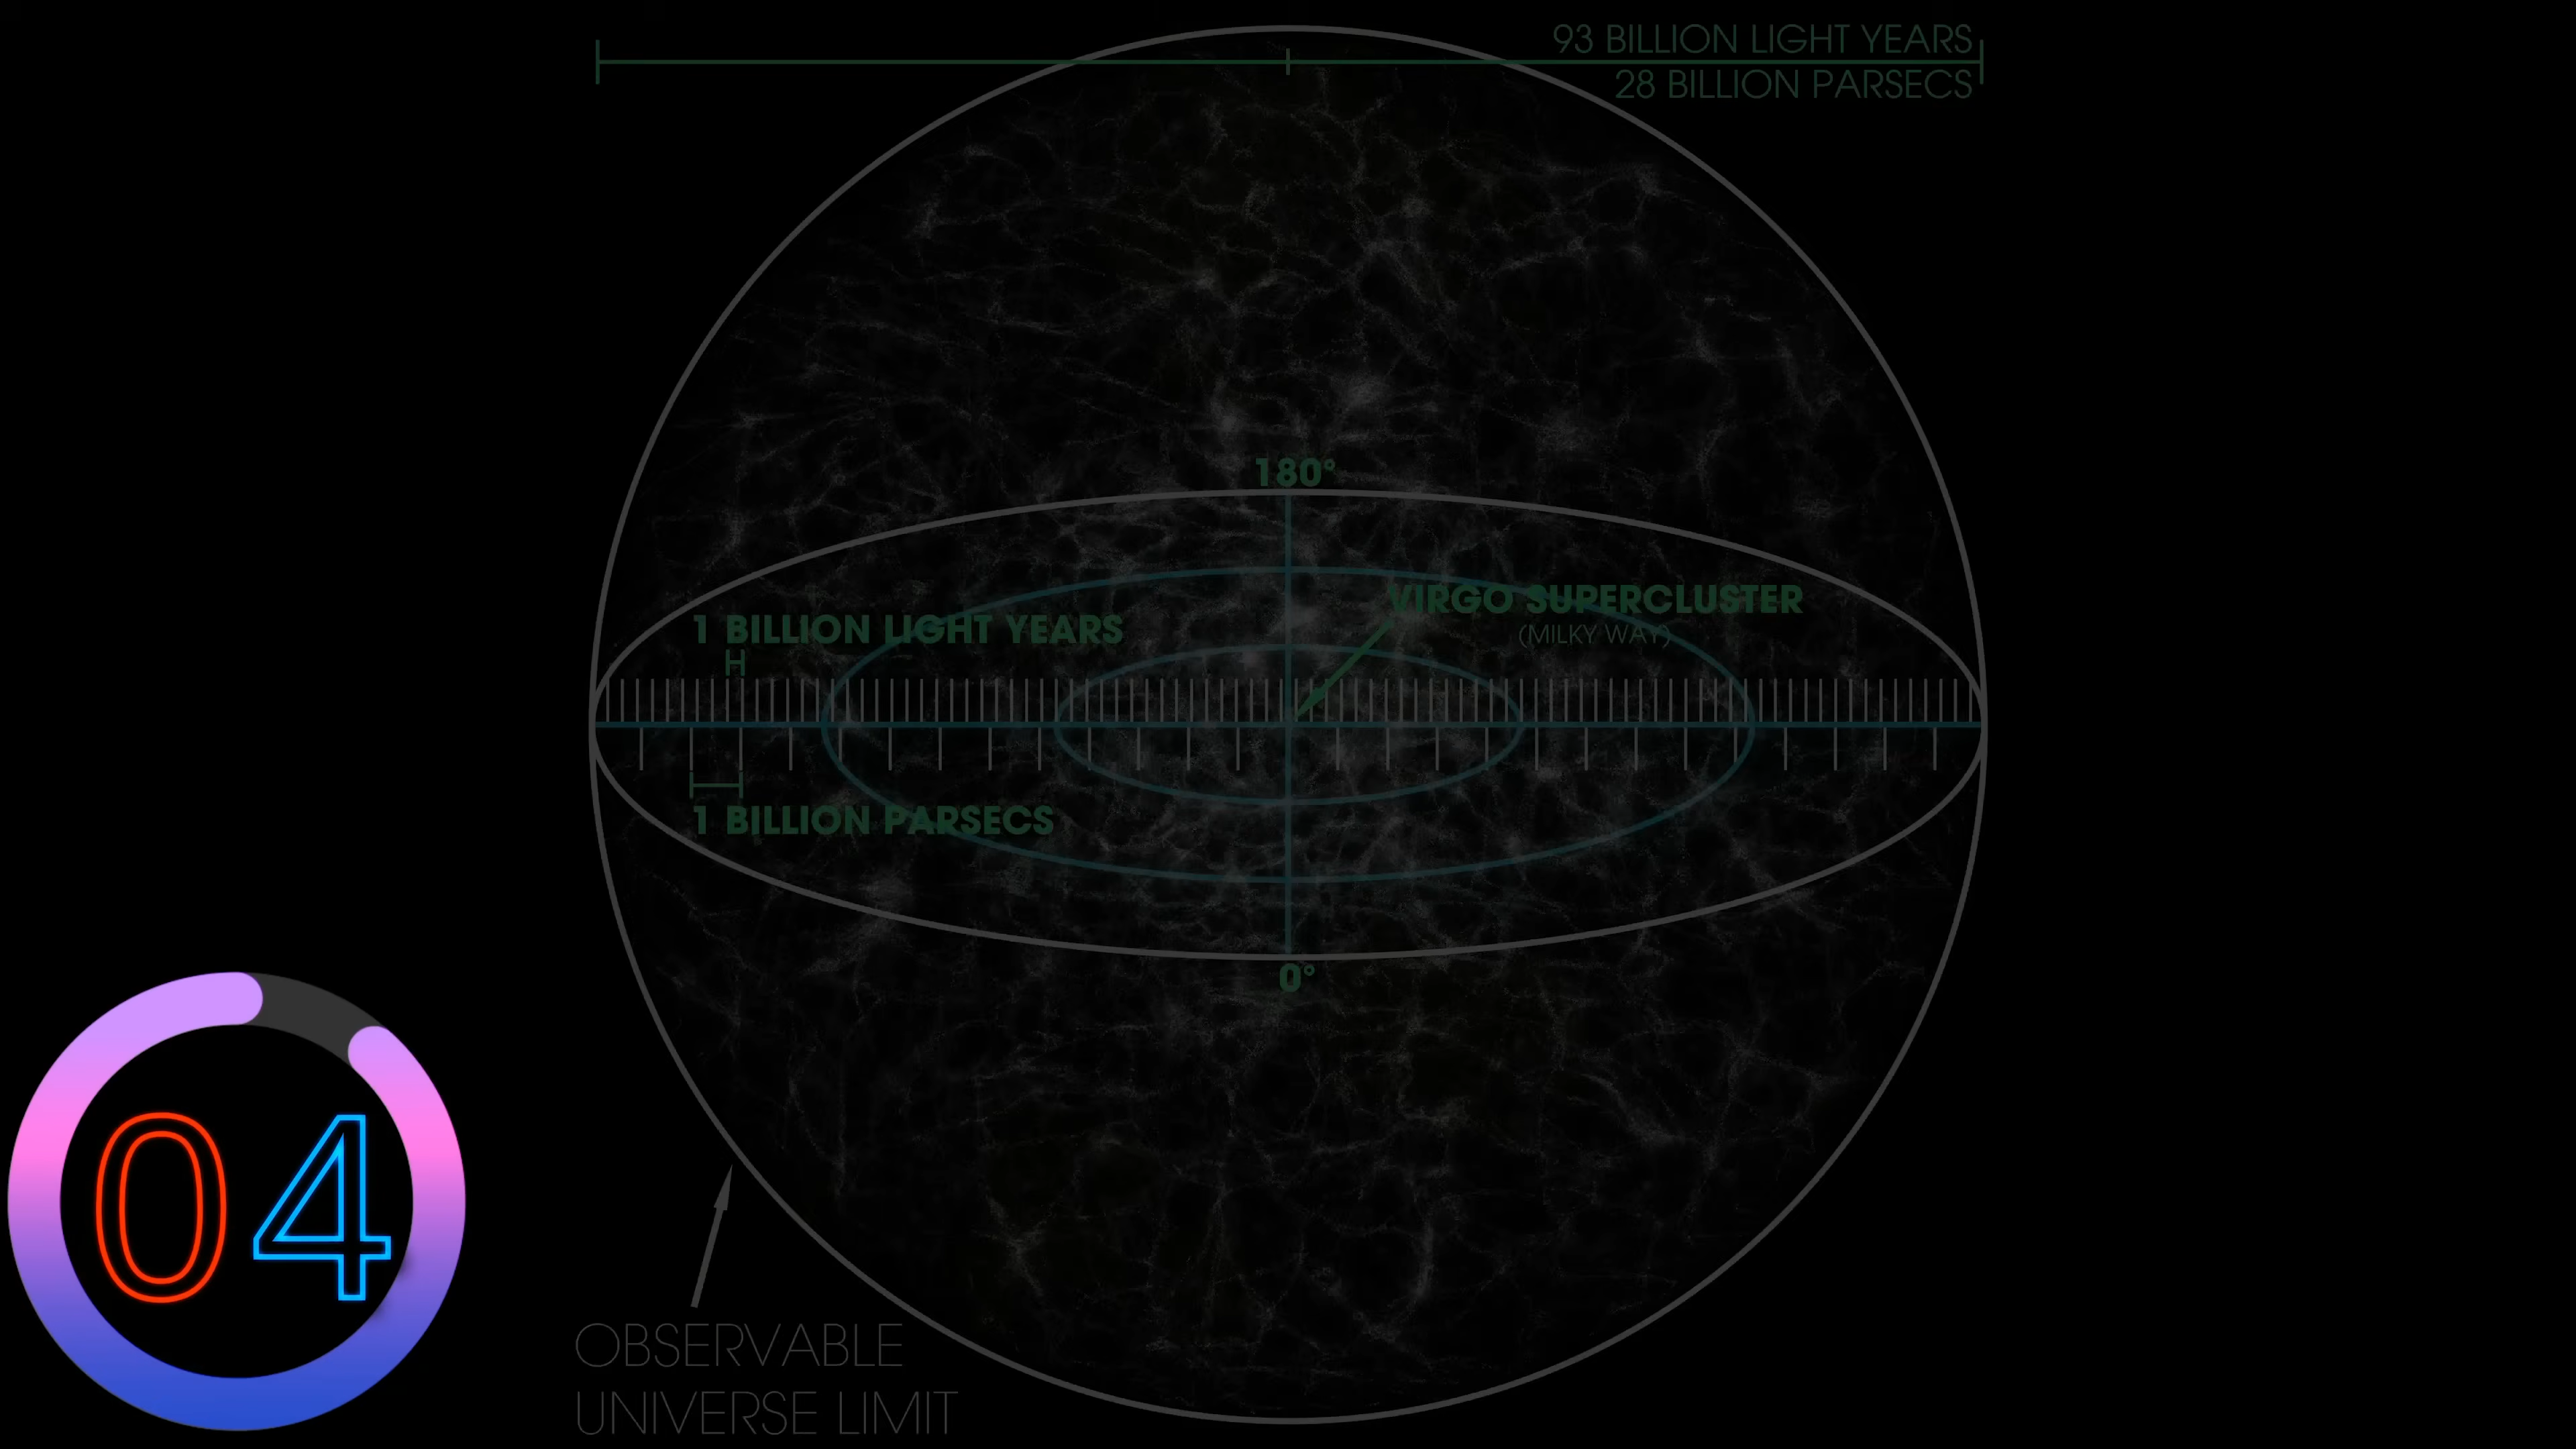 93 BILLION LIGHT YEARS
28 BILLION PARSECS
180°
VIRGO SUPERCLUSTER
(MILKY WAY)
1 BILLION LIGHT YEARS
1 BILLION PARSECS
0°
04
OBSERVABLE
UNIVERSE LIMIT